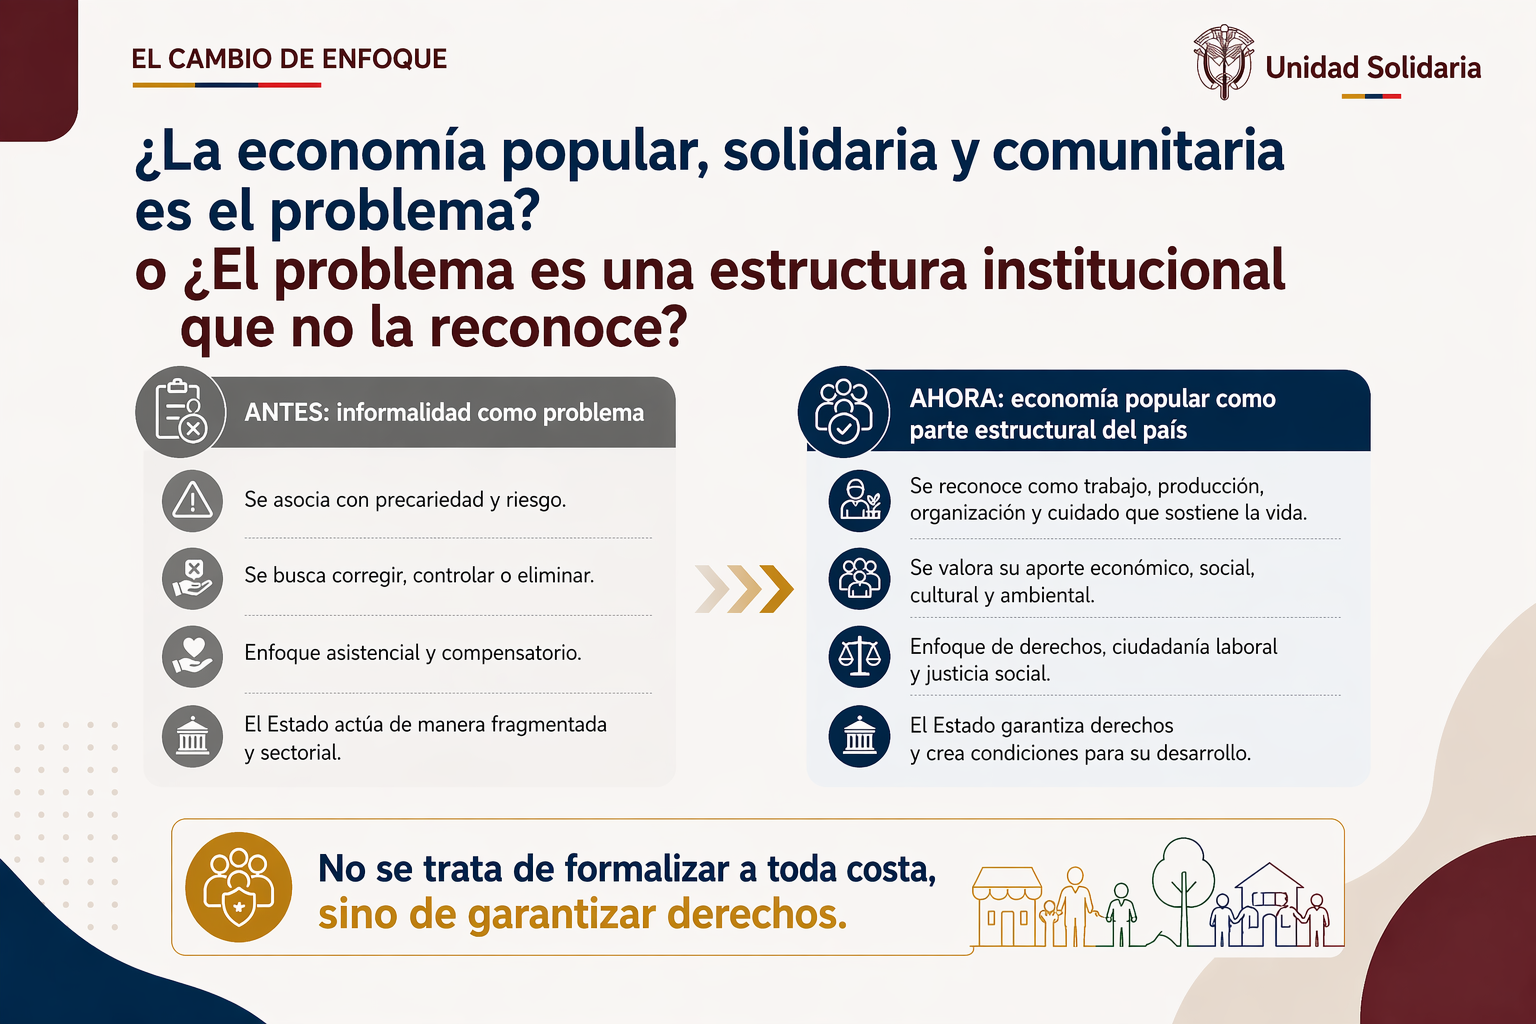 EL CAMBIO DE ENFOQUE
Unidad Solidaria
¿La economía popular, solidaria y comunitaria
es el problema?
o ¿El problema es una estructura institucional
que no la reconoce?
ANTES: informalidad como problema
Se asocia con precariedad y riesgo.
Se busca corregir, controlar o eliminar.
Enfoque asistencial y compensatorio.
El Estado actúa de manera fragmentada
y sectorial.
AHORA: economía popular como
parte estructural del país
Se reconoce como trabajo, producción,
organización y cuidado que sostiene la vida.
Se valora su aporte económico, social,
cultural y ambiental.
Enfoque de derechos, ciudadanía laboral
y justicia social.
El Estado garantiza derechos
y crea condiciones para su desarrollo.
No se trata de formalizar a toda costa,
sino de garantizar derechos.